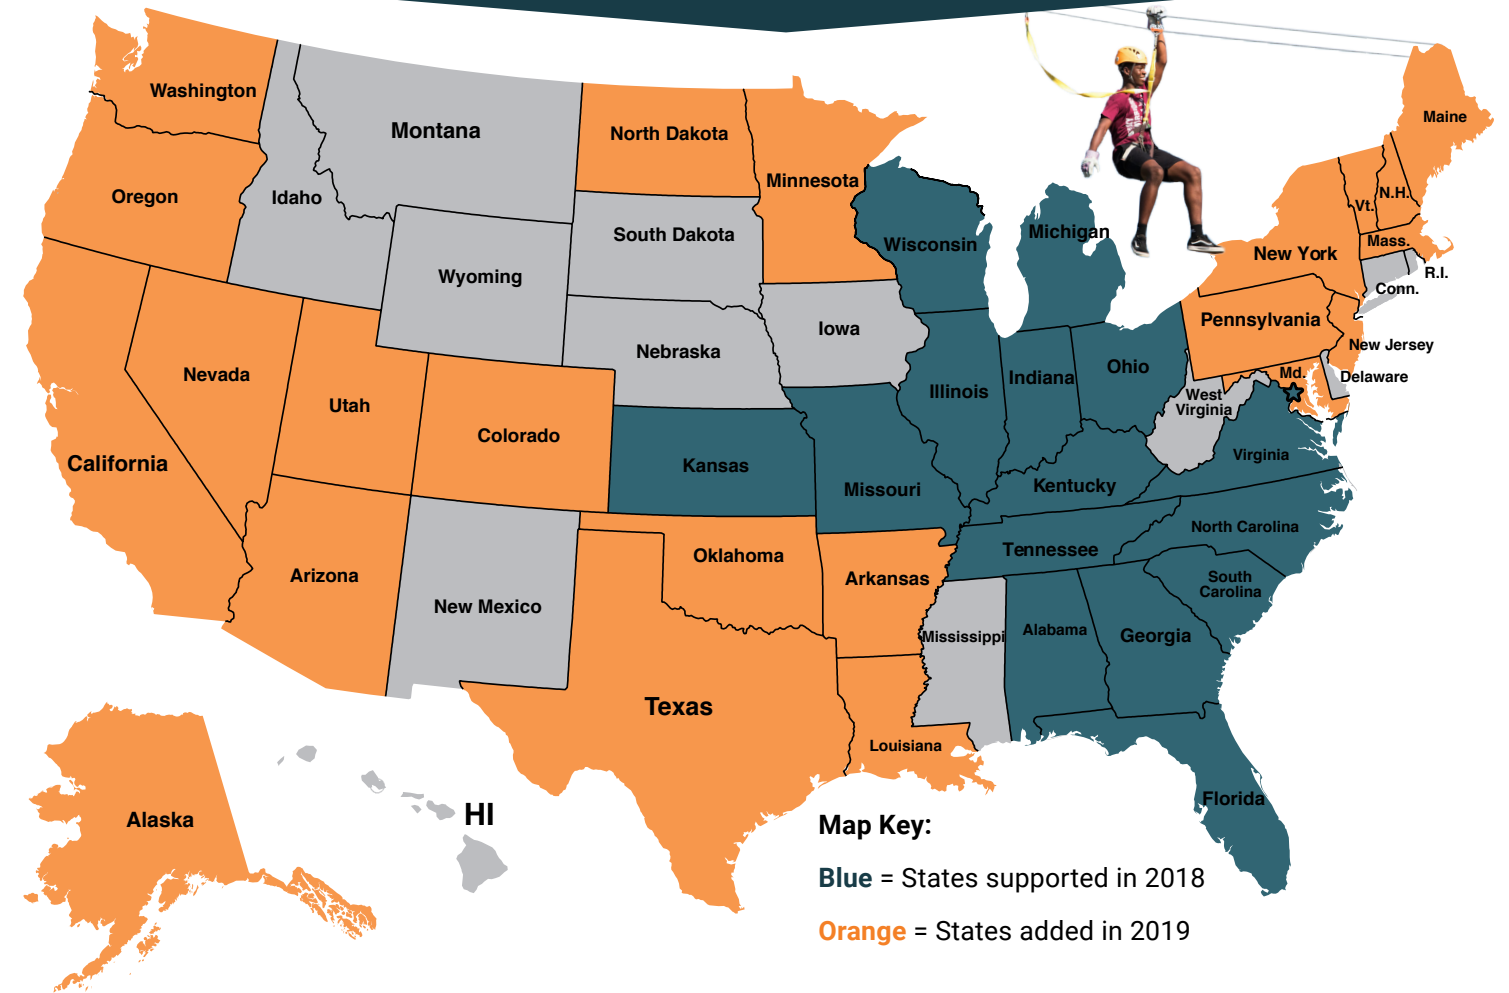 Washington
Montana
North Dakota
Minnesota
Maine
Oregon
Idaho
South Dakota
Wisconsin
Michigan
Vt.
N.H.
New York
Mass.
R.I.
Conn.
Wyoming
Iowa
Nebraska
Pennsylvania
New Jersey
Nevada
Utah
Colorado
Illinois
Indiana
Ohio
Md.
Delaware
West
Virginia
California
Kansas
Missouri
Kentucky
Virginia
Arizona
New Mexico
Oklahoma
Arkansas
Tennessee
North Carolina
South
Carolina
Mississippi
Alabama
Georgia
Texas
Louisiana
Florida
Alaska
HI
Map Key:
Blue = States supported in 2018
Orange = States added in 2019